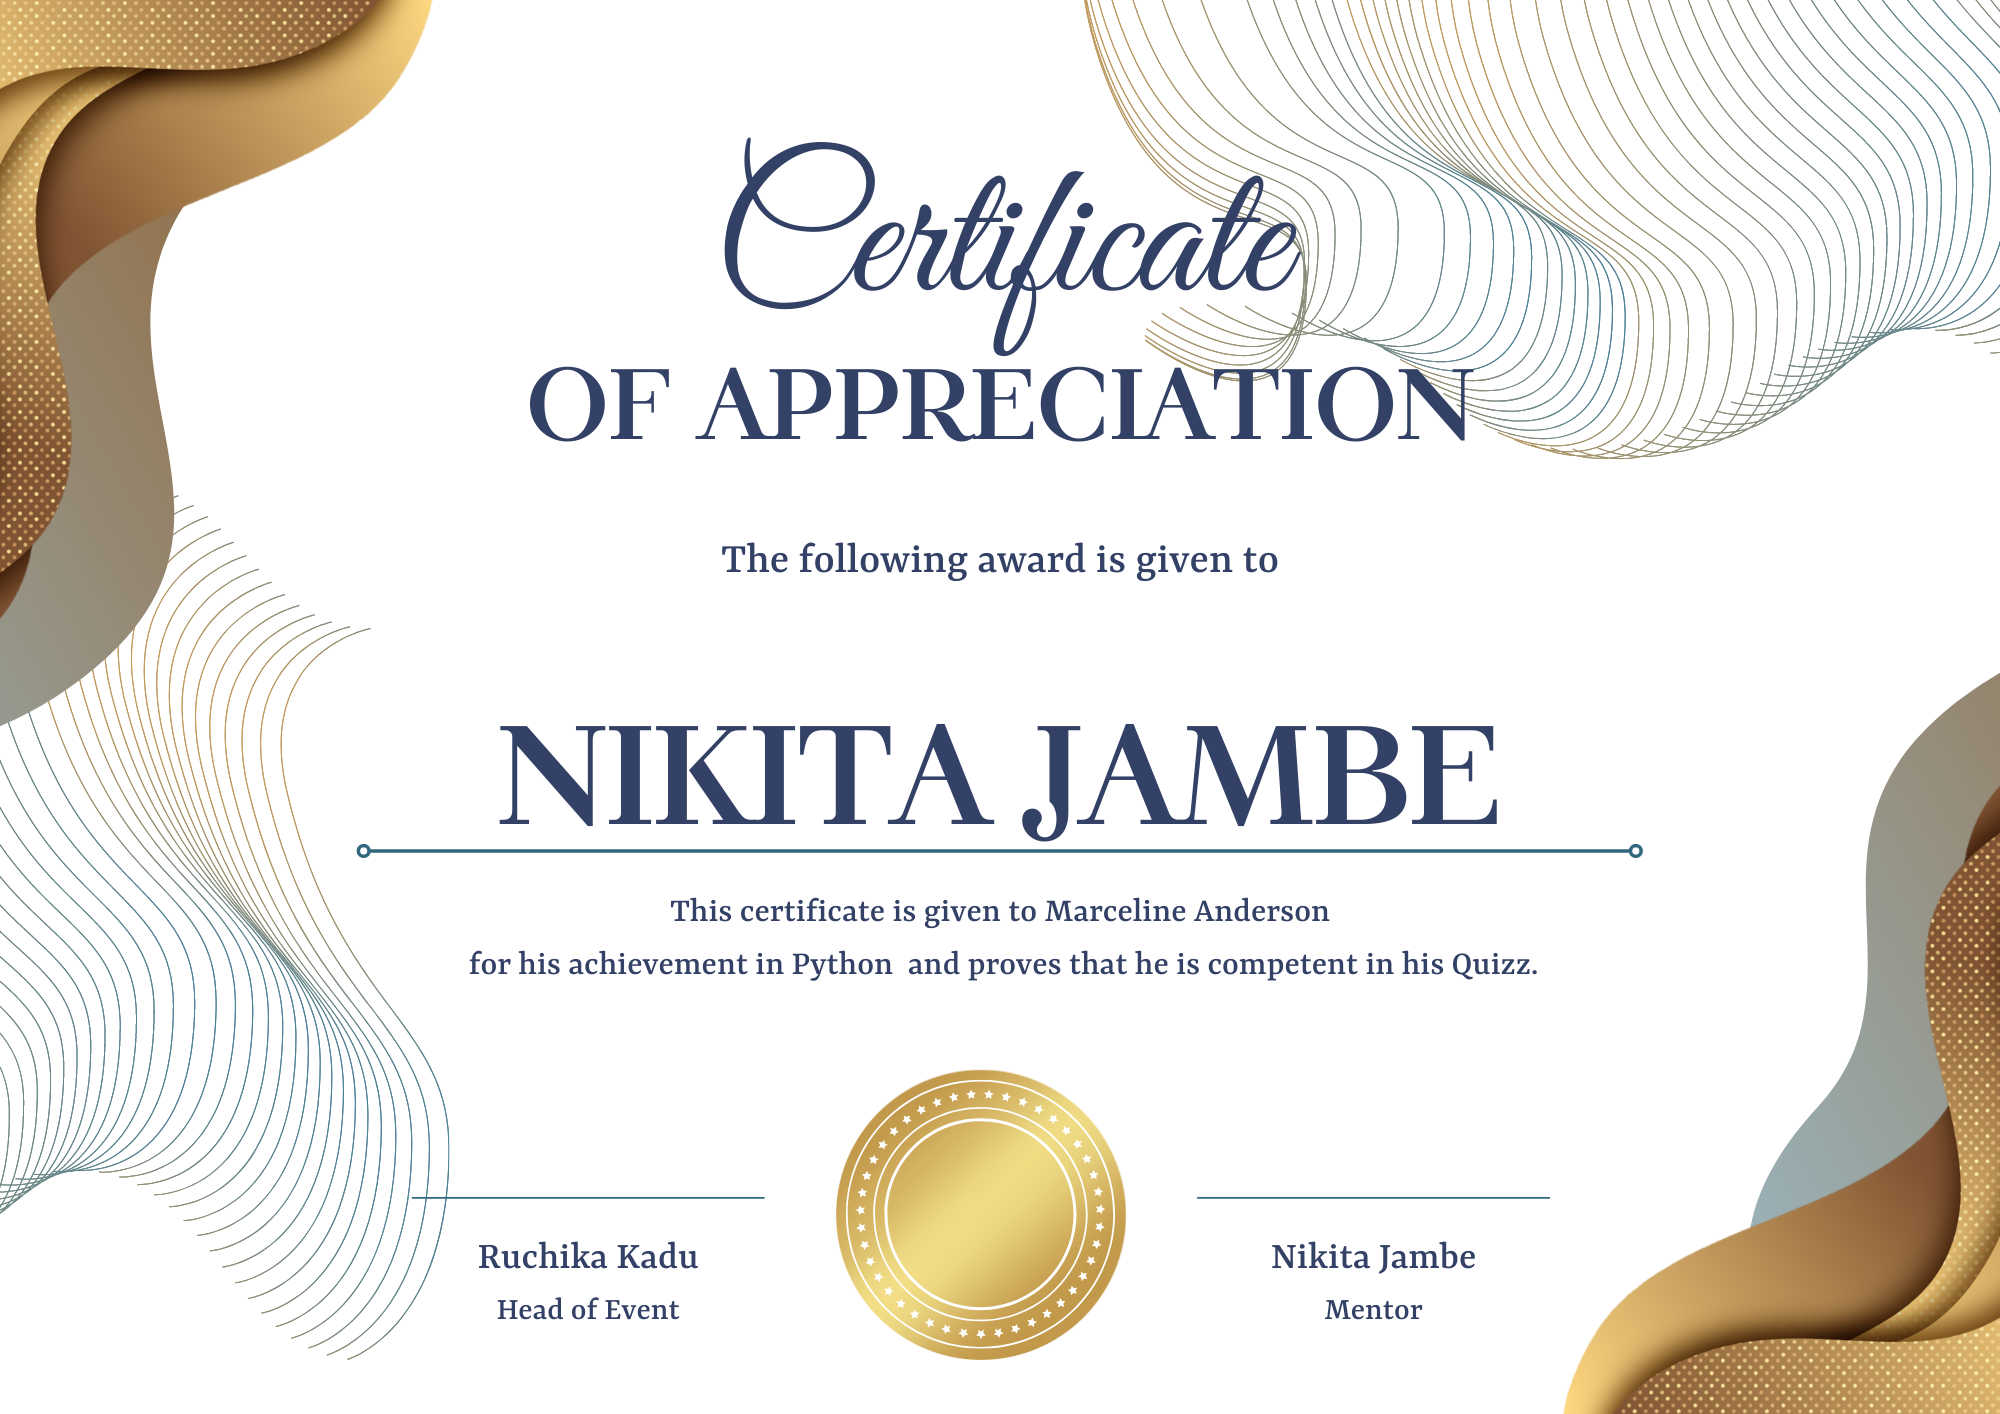 Certificate
OF APPRECIATION
The following award is given to
NIKITA JAMBE
This certificate is given to Marceline Anderson
for his achievement in Python  and proves that he is competent in his Quizz.
Ruchika Kadu
Head of Event
Nikita Jambe
Mentor